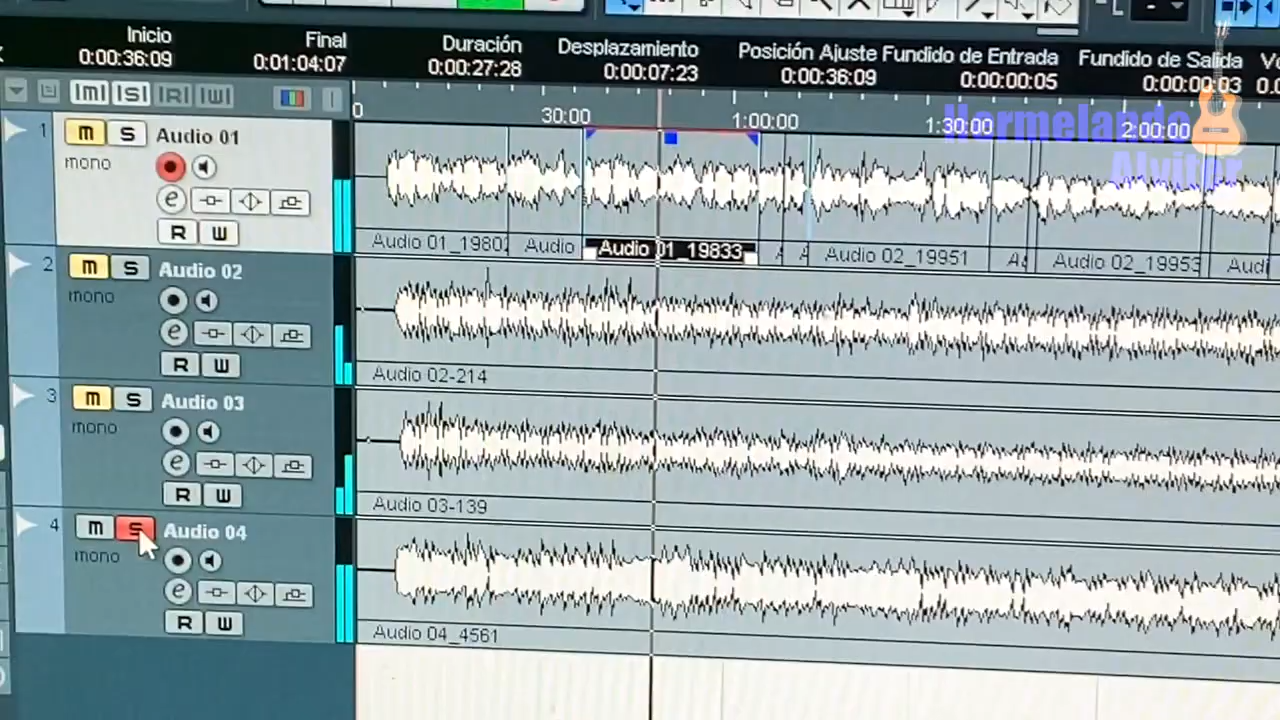 Inicio Final Duración Desplazamiento Posición Ajuste Fundido de Entrada Fundido de Salida
0:00:36:09 0:01:04:07 0:00:27:28 0:00:07:23 0:00:36:09 0:00:00:05 0:00:00:03
[M] [S] [R] [W]
0 30:00 1:00:00 1:30:00 2:00:00
Hermelando
Alvitur
1 M S Audio 01
mono
e
R W
Audio 01_1980 Audio Audio 01_19833 A A Audio 02_19951 Audio 02_19953 Audi
2 M S Audio 02
mono
e
R W
Audio 02-214
3 M S Audio 03
mono
e
R W
Audio 03-139
4 M S Audio 04
mono
e
R W
Audio 04_4561